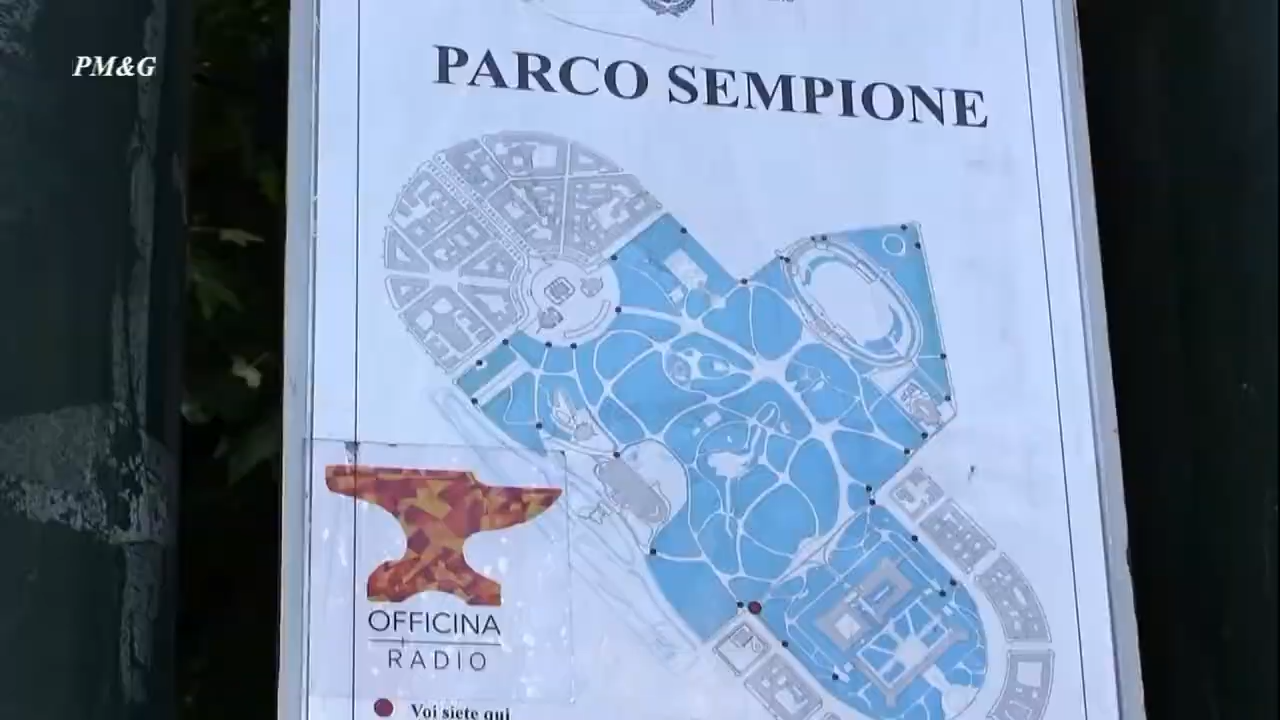 PM&G
PARCO SEMPIONE
OFFICINA
RADIO
Voi siete qui